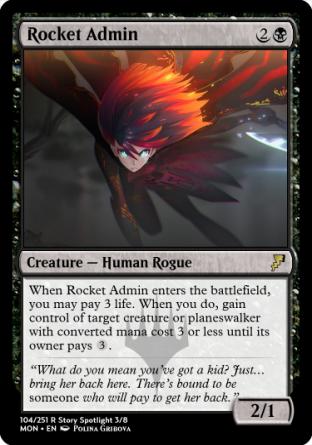 Rocket Admin 2
Creature — Human Rogue
When Rocket Admin enters the battlefield,
you may pay 3 life. When you do, gain
control of target creature or planeswalker
with converted mana cost 3 or less until its
owner pays 3 .
“What do you mean you’ve got a kid? Just…
bring her back here. There’s bound to be
someone who will pay to get her back.”
2/1
104/251 R Story Spotlight 3/8
MON • EN Polina Gribova